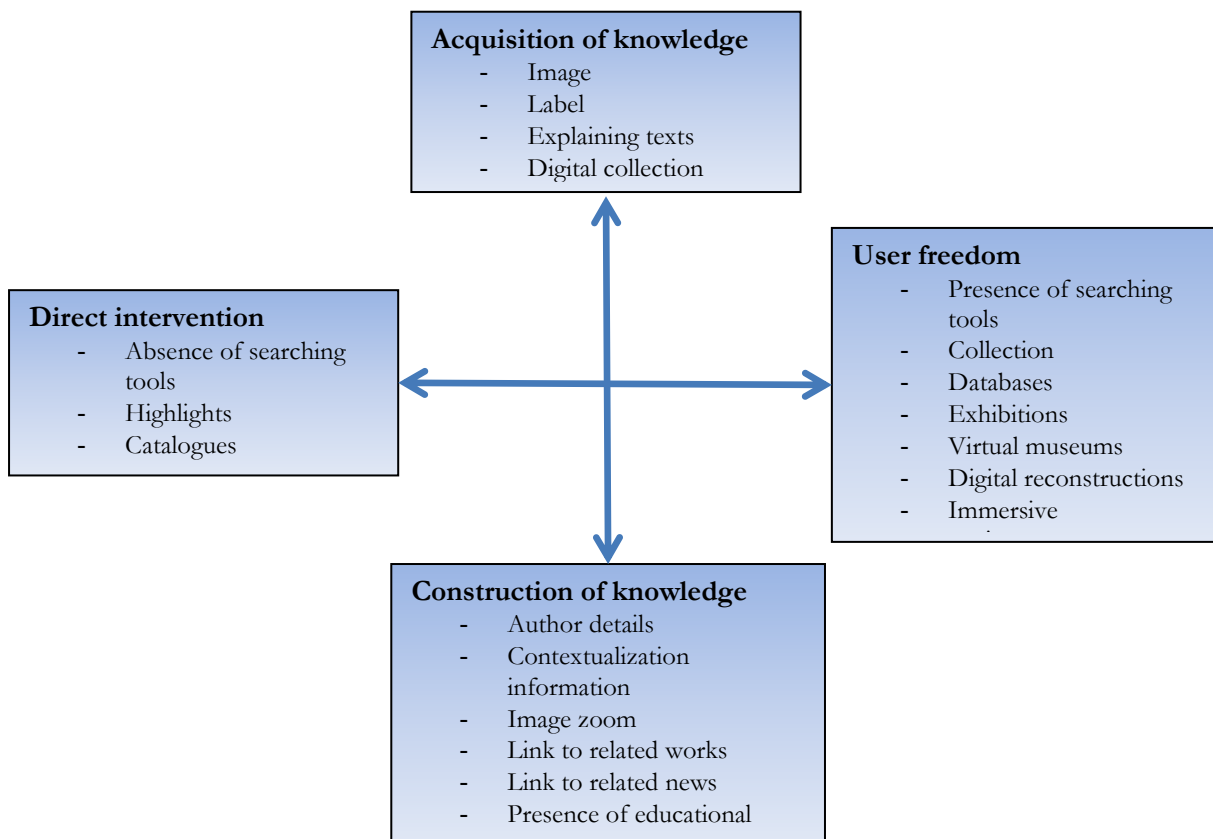 Acquisition of knowledge
- Image
- Label
- Explaining texts
- Digital collection
User freedom
- Presence of searching
tools
- Collection
- Databases
- Exhibitions
- Virtual museums
- Digital reconstructions
- Immersive
Direct intervention
- Absence of searching
tools
- Highlights
- Catalogues
Construction of knowledge
- Author details
- Contextualization
information
- Image zoom
- Link to related works
- Link to related news
- Presence of educational